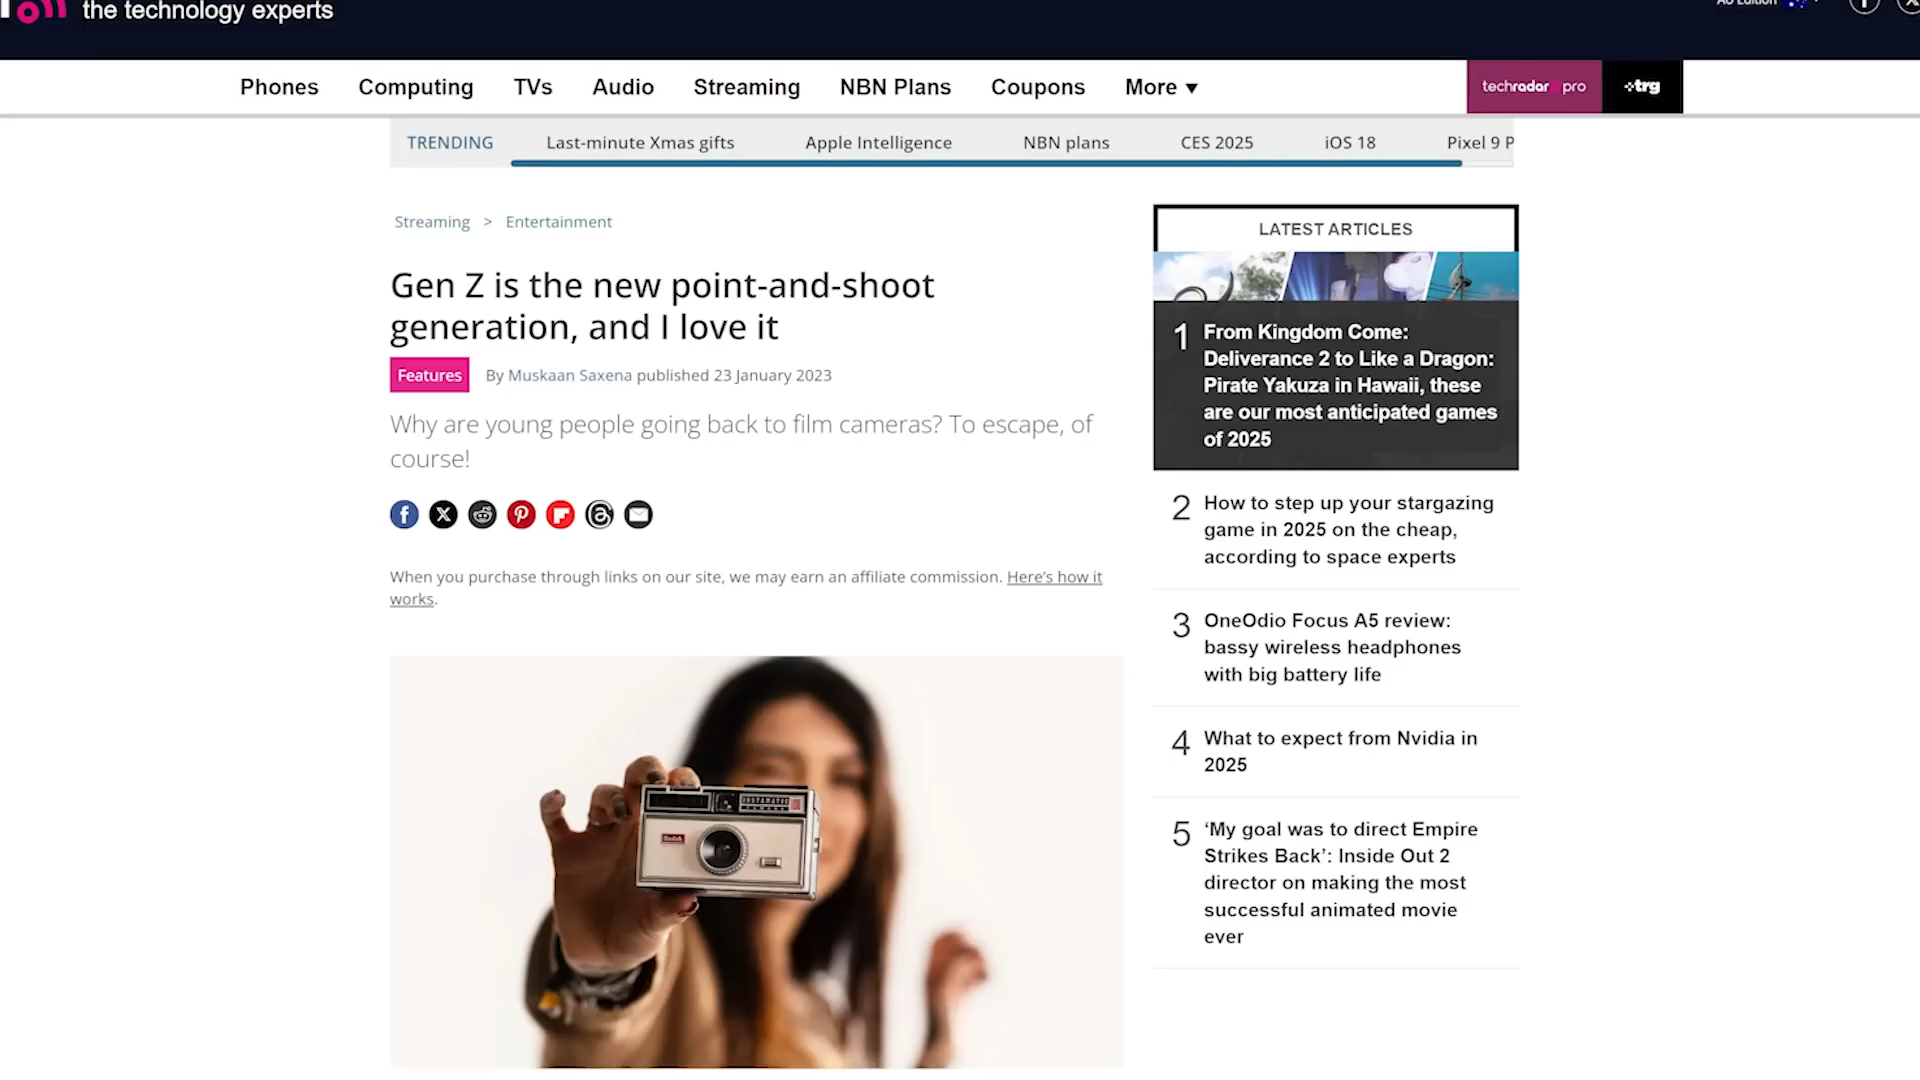 the technology experts
AU Edition
Phones Computing TVs Audio Streaming NBN Plans Coupons More ▼ techradar pro +trg
TRENDING Last-minute Xmas gifts Apple Intelligence NBN plans CES 2025 iOS 18 Pixel 9 P
Streaming > Entertainment
Gen Z is the new point-and-shoot
generation, and I love it
Features By Muskaan Saxena published 23 January 2023
Why are young people going back to film cameras? To escape, of
course!
When you purchase through links on our site, we may earn an affiliate commission. Here's how it
works.
Kodak
INSTAMATIC
LATEST ARTICLES
1 From Kingdom Come:
Deliverance 2 to Like a Dragon:
Pirate Yakuza in Hawaii, these
are our most anticipated games
of 2025
2 How to step up your stargazing
game in 2025 on the cheap,
according to space experts
3 OneOdio Focus A5 review:
bassy wireless headphones
with big battery life
4 What to expect from Nvidia in
2025
5 ‘My goal was to direct Empire
Strikes Back’: Inside Out 2
director on making the most
successful animated movie
ever